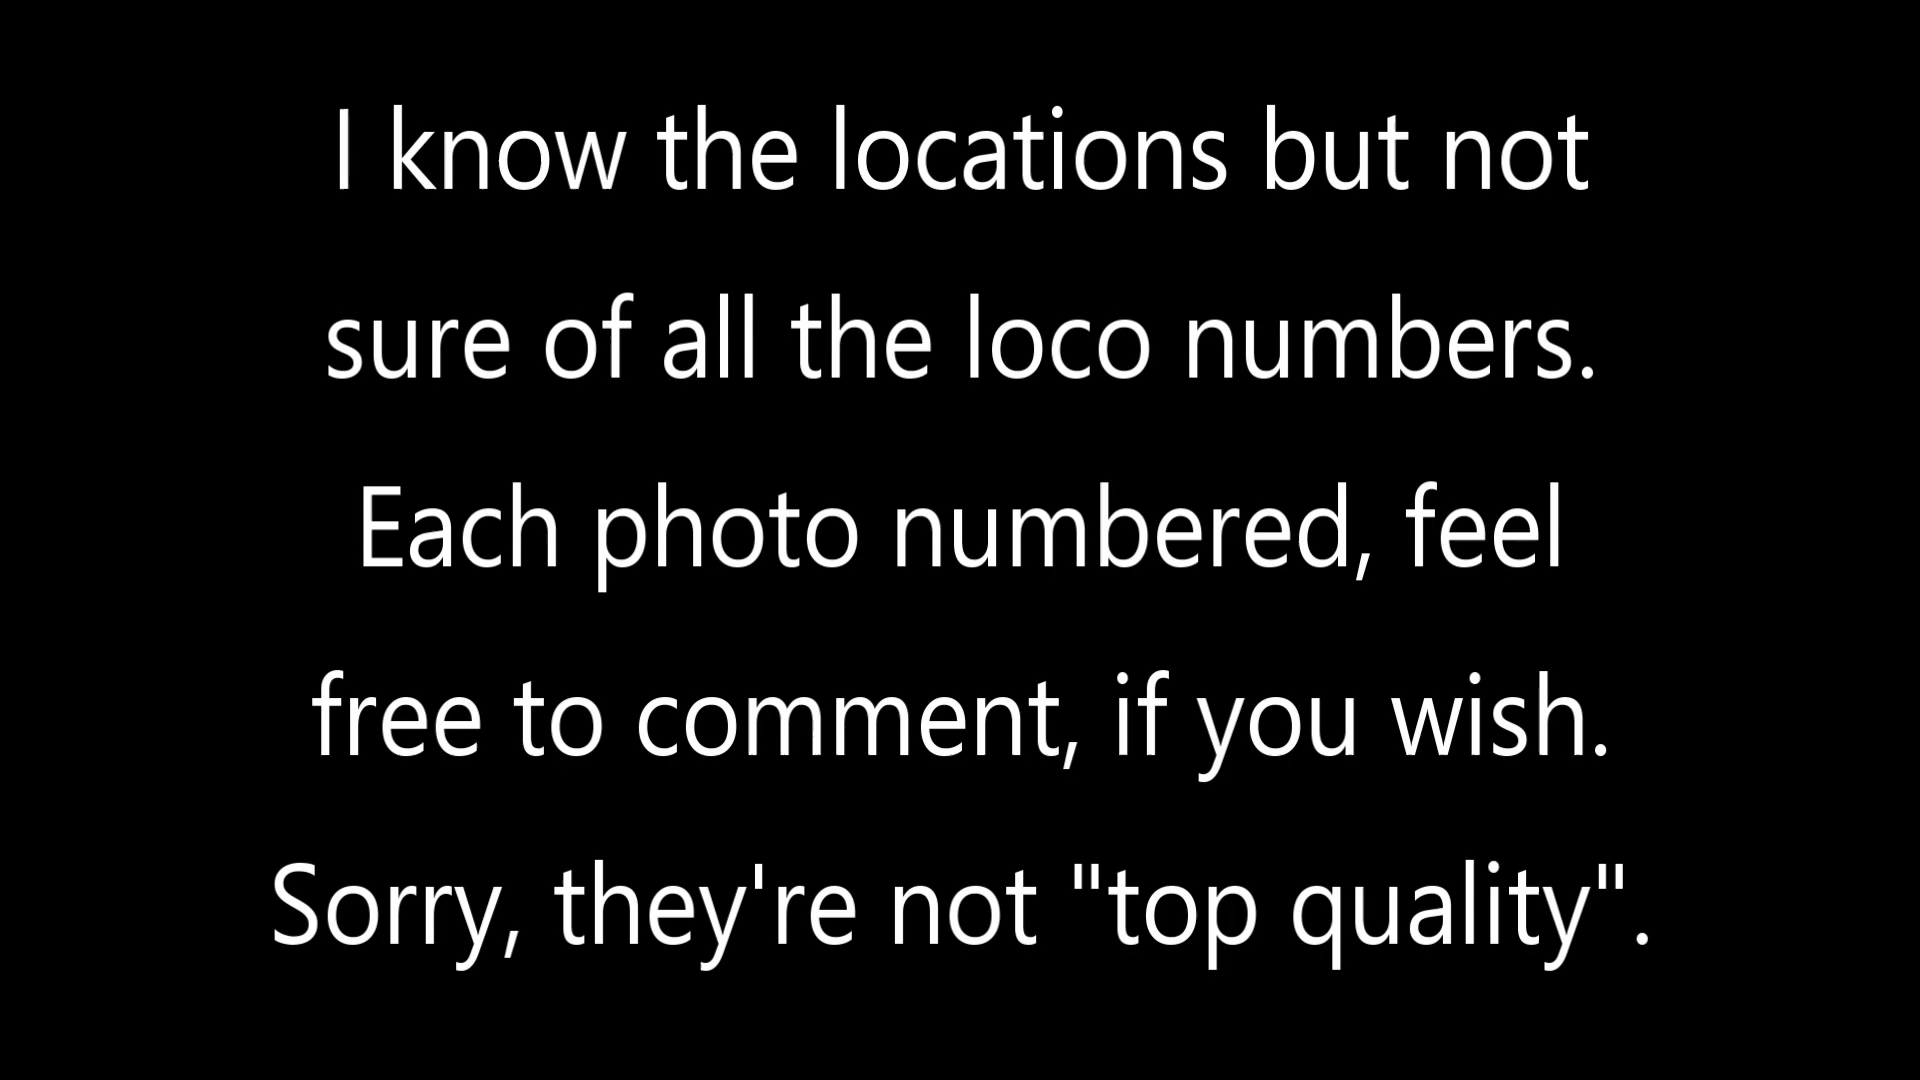 I know the locations but not
sure of all the loco numbers.
Each photo numbered, feel
free to comment, if you wish.
Sorry, they're not "top quality".